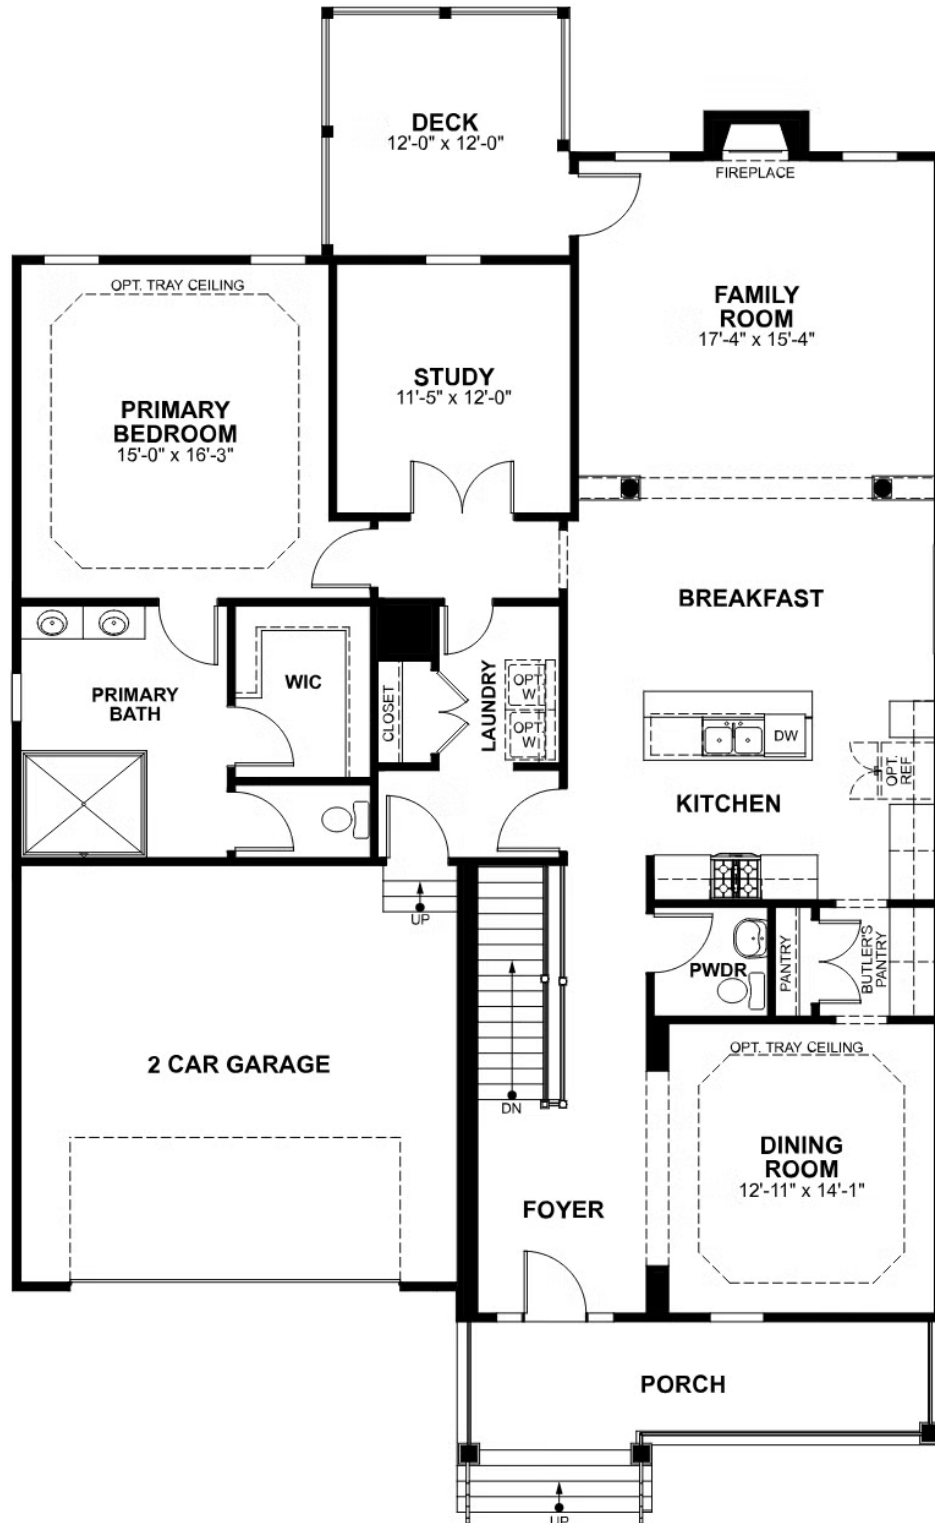 DECK
12'-0" x 12'-0"
FIREPLACE
OPT. TRAY CEILING
FAMILY
ROOM
17'-4" x 15'-4"
STUDY
11'-5" x 12'-0"
PRIMARY
BEDROOM
15'-0" x 16'-3"
BREAKFAST
PRIMARY
BATH
WIC
CLOSET
LAUNDRY
OPT.
W
OPT.
W
DW
OPT.
REF
KITCHEN
UP
PWDR
PANTRY
BUTLER'S
PANTRY
2 CAR GARAGE
DN
OPT. TRAY CEILING
DINING
ROOM
12'-11" x 14'-1"
FOYER
PORCH
UP